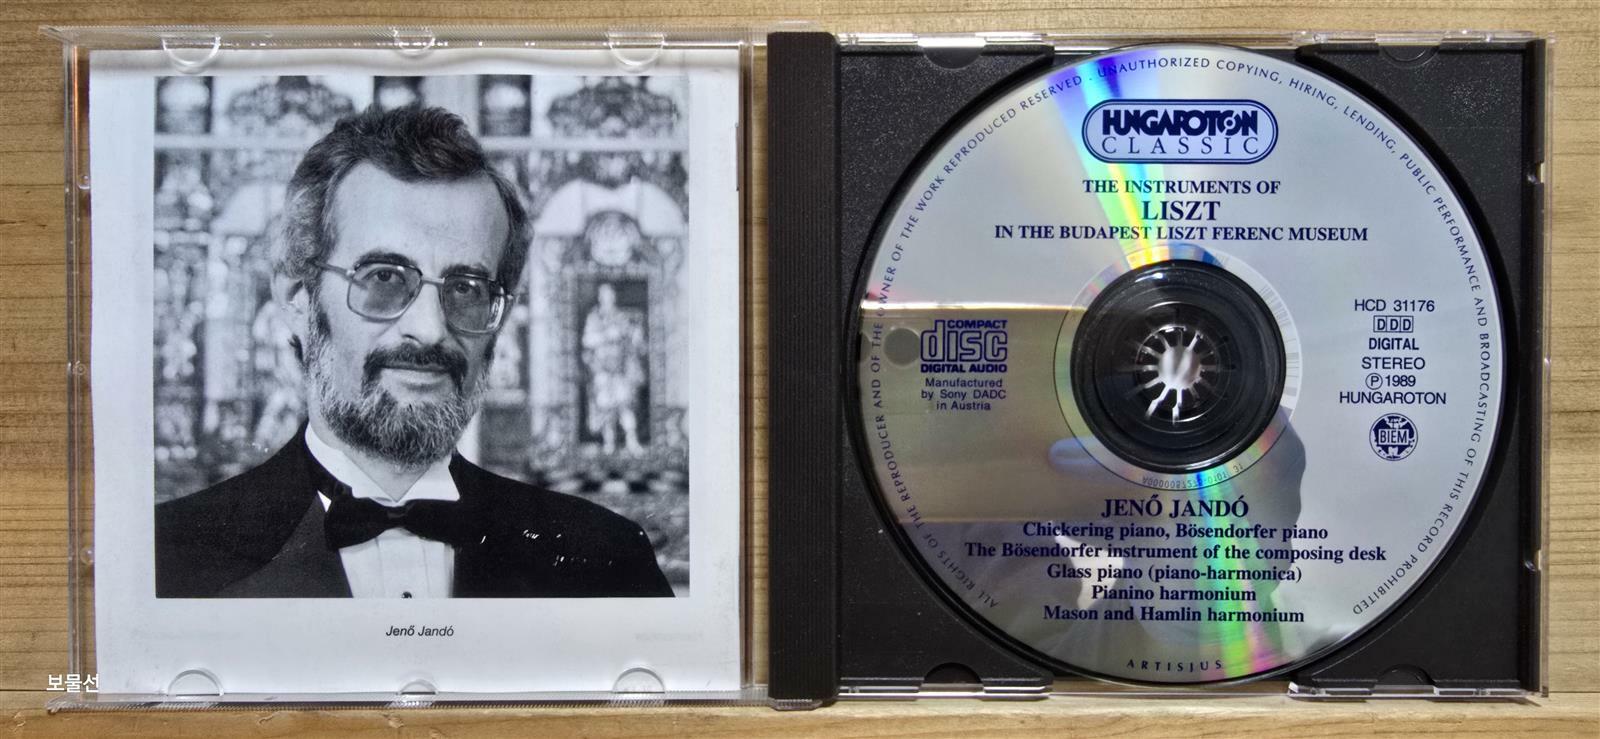 Jenő Jandó
보물선
ALL RIGHTS OF THE REPRODUCER AND OF THE OWNER OF THE WORK REPRODUCED RESERVED . UNAUTHORIZED COPYING, HIRING, LENDING, PUBLIC PERFORMANCE AND BROADCASTING OF THIS RECORD PROHIBITED
HUNGAROTON
CLASSIC
THE INSTRUMENTS OF
LISZT
IN THE BUDAPEST LISZT FERENC MUSEUM
COMPACT
disc
DIGITAL AUDIO
Manufactured
by Sony DADC
in Austria
HCD 31176
DDD
DIGITAL
STEREO
Ⓟ 1989
HUNGAROTON
BIEM
JENŐ JANDÓ
Chickering piano, Bösendorfer piano
The Bösendorfer instrument of the composing desk
Glass piano (piano-harmonica)
Pianino harmonium
Mason and Hamlin harmonium
ARTISJUS